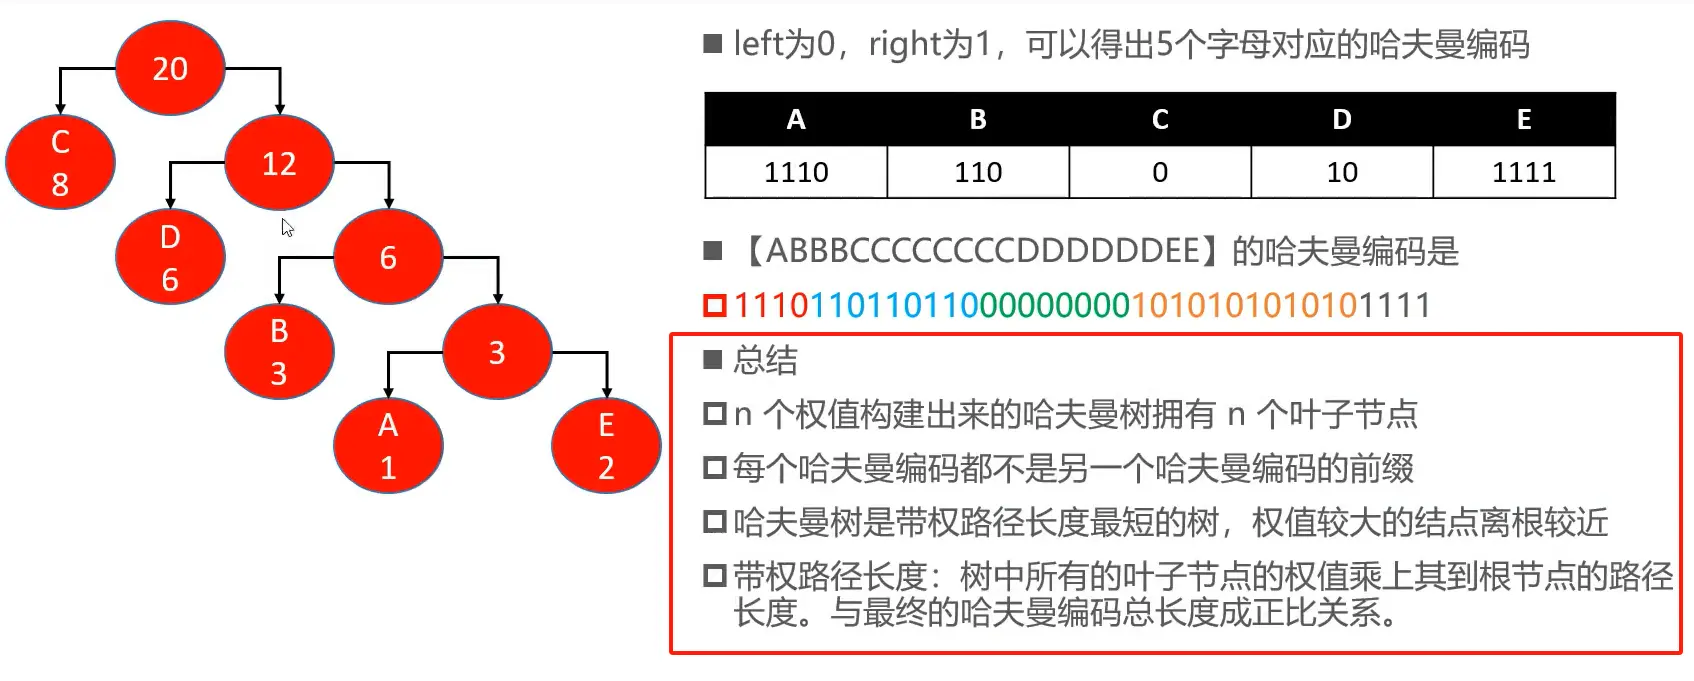 20
C
8
12
D
6
6
B
3
3
A
1
E
2
left为0，right为1，可以得出5个字母对应的哈夫曼编码
A B C D E
1110 110 0 10 1111
【ABBBCCCCCCCCDDDDDDEE】的哈夫曼编码是
1110110110110000000001010101010101111
总结
n 个权值构建出来的哈夫曼树拥有 n 个叶子节点
每个哈夫曼编码都不是另一个哈夫曼编码的前缀
哈夫曼树是带权路径长度最短的树，权值较大的结点离根较近
带权路径长度：树中所有的叶子节点的权值乘上其到根节点的路径
长度。与最终的哈夫曼编码总长度成正比关系。